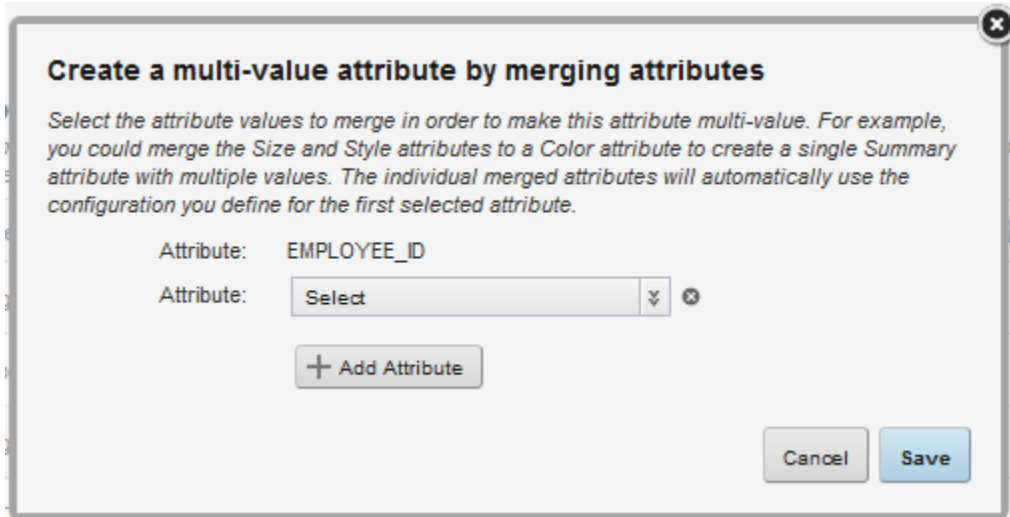 Create a multi-value attribute by merging attributes
Select the attribute values to merge in order to make this attribute multi-value. For example,
you could merge the Size and Style attributes to a Color attribute to create a single Summary
attribute with multiple values. The individual merged attributes will automatically use the
configuration you define for the first selected attribute.
Attribute: EMPLOYEE_ID
Attribute: Select
Add Attribute
Cancel Save